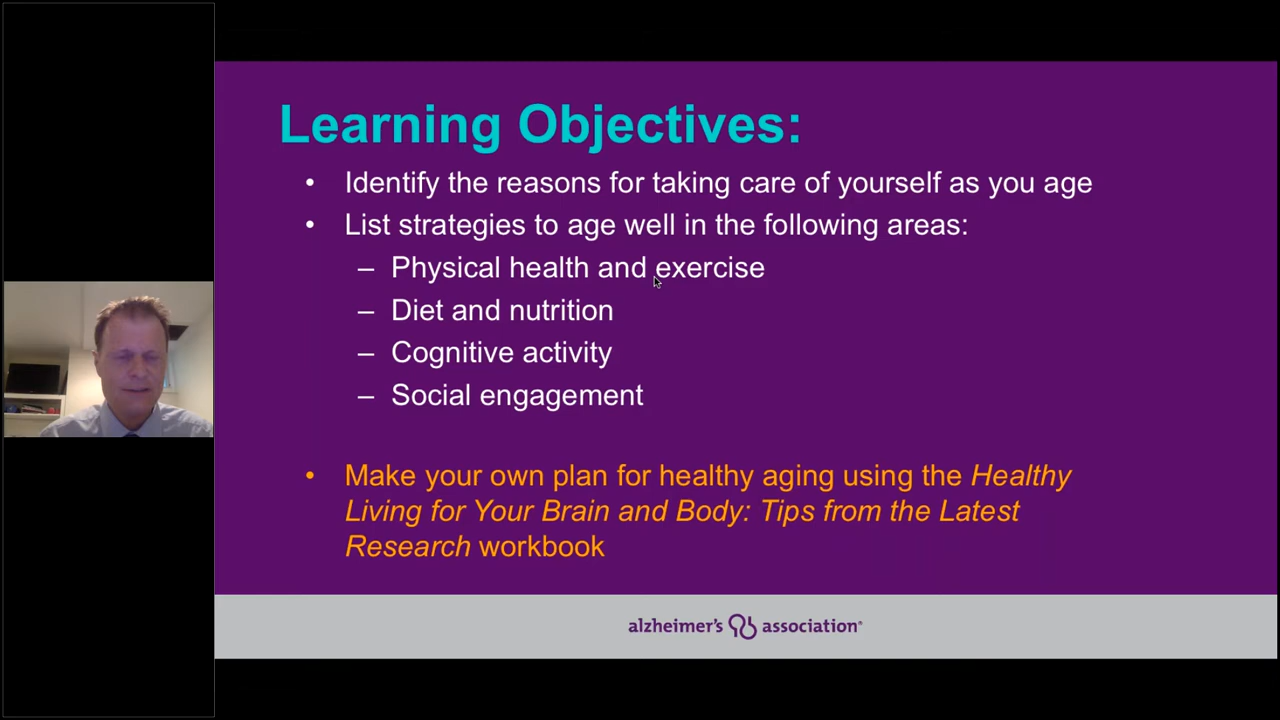 Learning Objectives:
• Identify the reasons for taking care of yourself as you age
• List strategies to age well in the following areas:
– Physical health and exercise
– Diet and nutrition
– Cognitive activity
– Social engagement
• Make your own plan for healthy aging using the Healthy
Living for Your Brain and Body: Tips from the Latest
Research workbook
alzheimer's association®